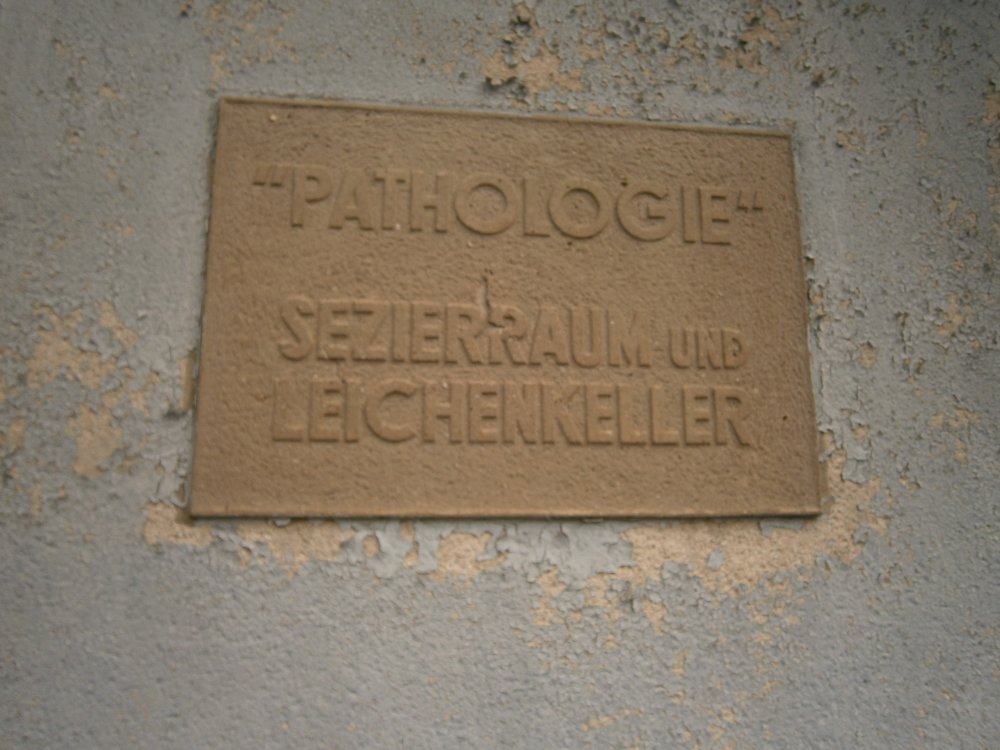 "PATHOLOGIE“
SEZIERRAUM UND
LEICHENKELLER